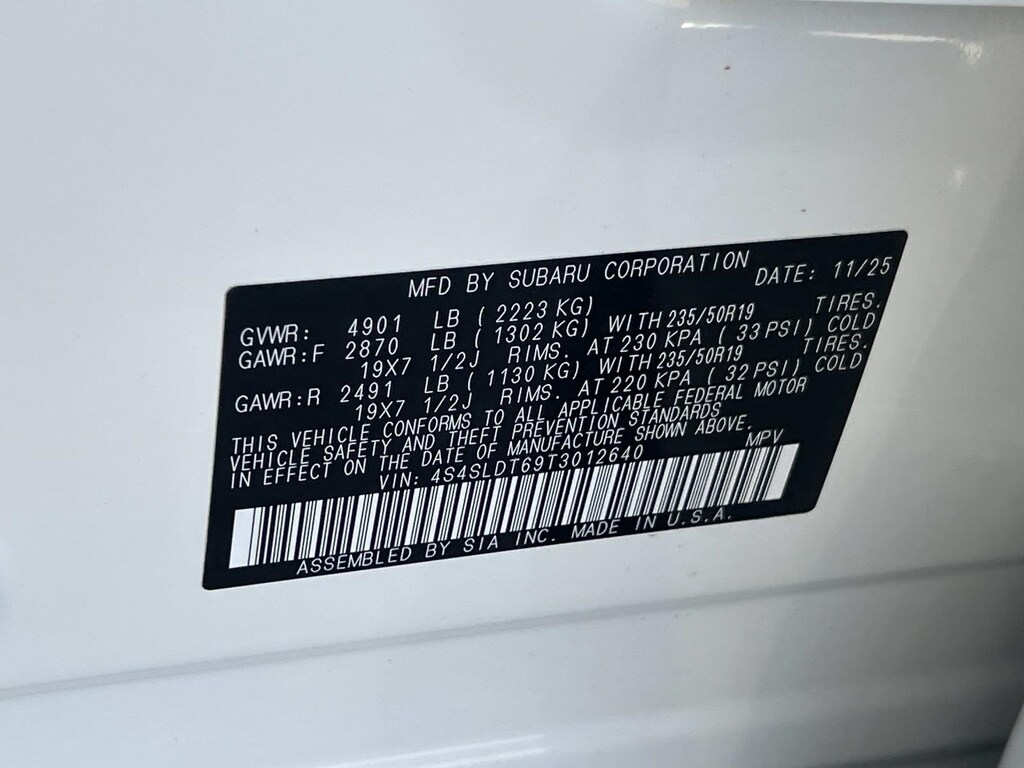 MFD BY SUBARU CORPORATION DATE: 11/25
GVWR: 4901 LB ( 2223 KG)
GAWR:F 2870 LB ( 1302 KG) WITH 235/50R19 TIRES.
19X7 1/2J RIMS. AT 230 KPA ( 33 PSI) COLD
GAWR:R 2491 LB ( 1130 KG) WITH 235/50R19 TIRES.
19X7 1/2J RIMS. AT 220 KPA ( 32 PSI) COLD
THIS VEHICLE CONFORMS TO ALL APPLICABLE FEDERAL MOTOR
VEHICLE SAFETY AND THEFT PREVENTION STANDARDS
IN EFFECT ON THE DATE OF MANUFACTURE SHOWN ABOVE.
VIN: 4S4SLDT69T3012640 MPV
ASSEMBLED BY SIA INC. MADE IN U.S.A.